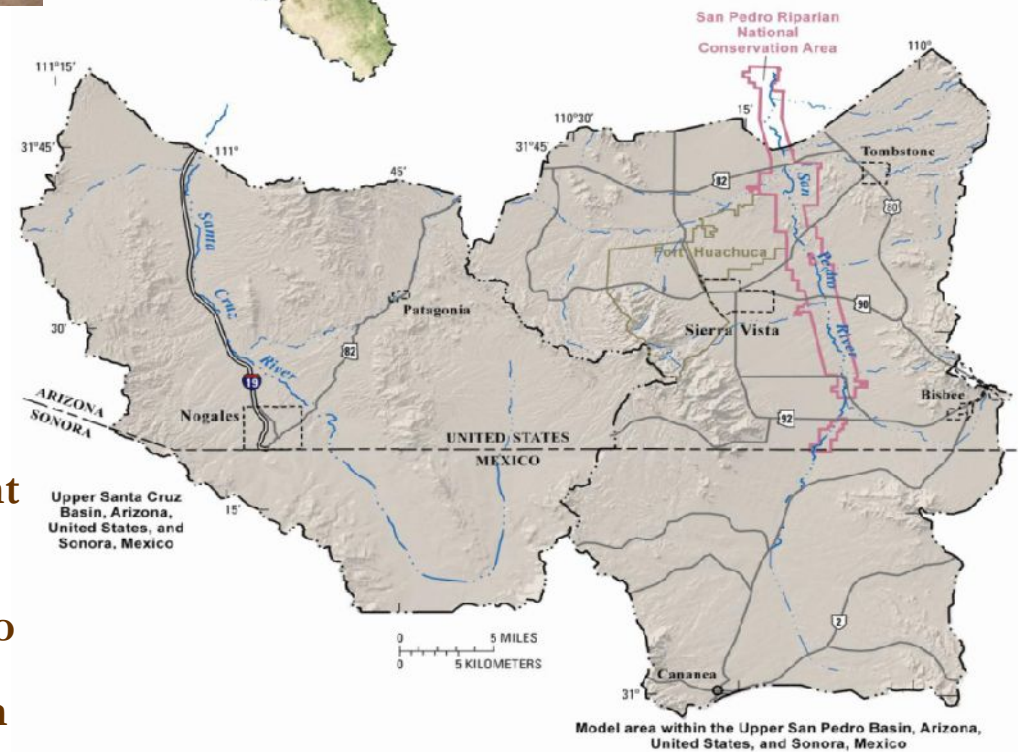 San Pedro Riparian
National
Conservation Area
111°15'
110°
15'
110°30'
31°45'
111°
31°45'
45'
Tombstone
82
San
80
Santa
Fort Huachuca
Pedro
Cruz
Patagonia
90
30'
Sierra Vista
River
82
River
19
Bisbee
ARIZONA
SONORA
Nogales
92
UNITED STATES
MEXICO
Upper Santa Cruz
Basin, Arizona,
United States, and
Sonora, Mexico
15'
0 5 MILES
0 5 KILOMETERS
2
Cananea
31°
Model area within the Upper San Pedro Basin, Arizona,
United States, and Sonora, Mexico